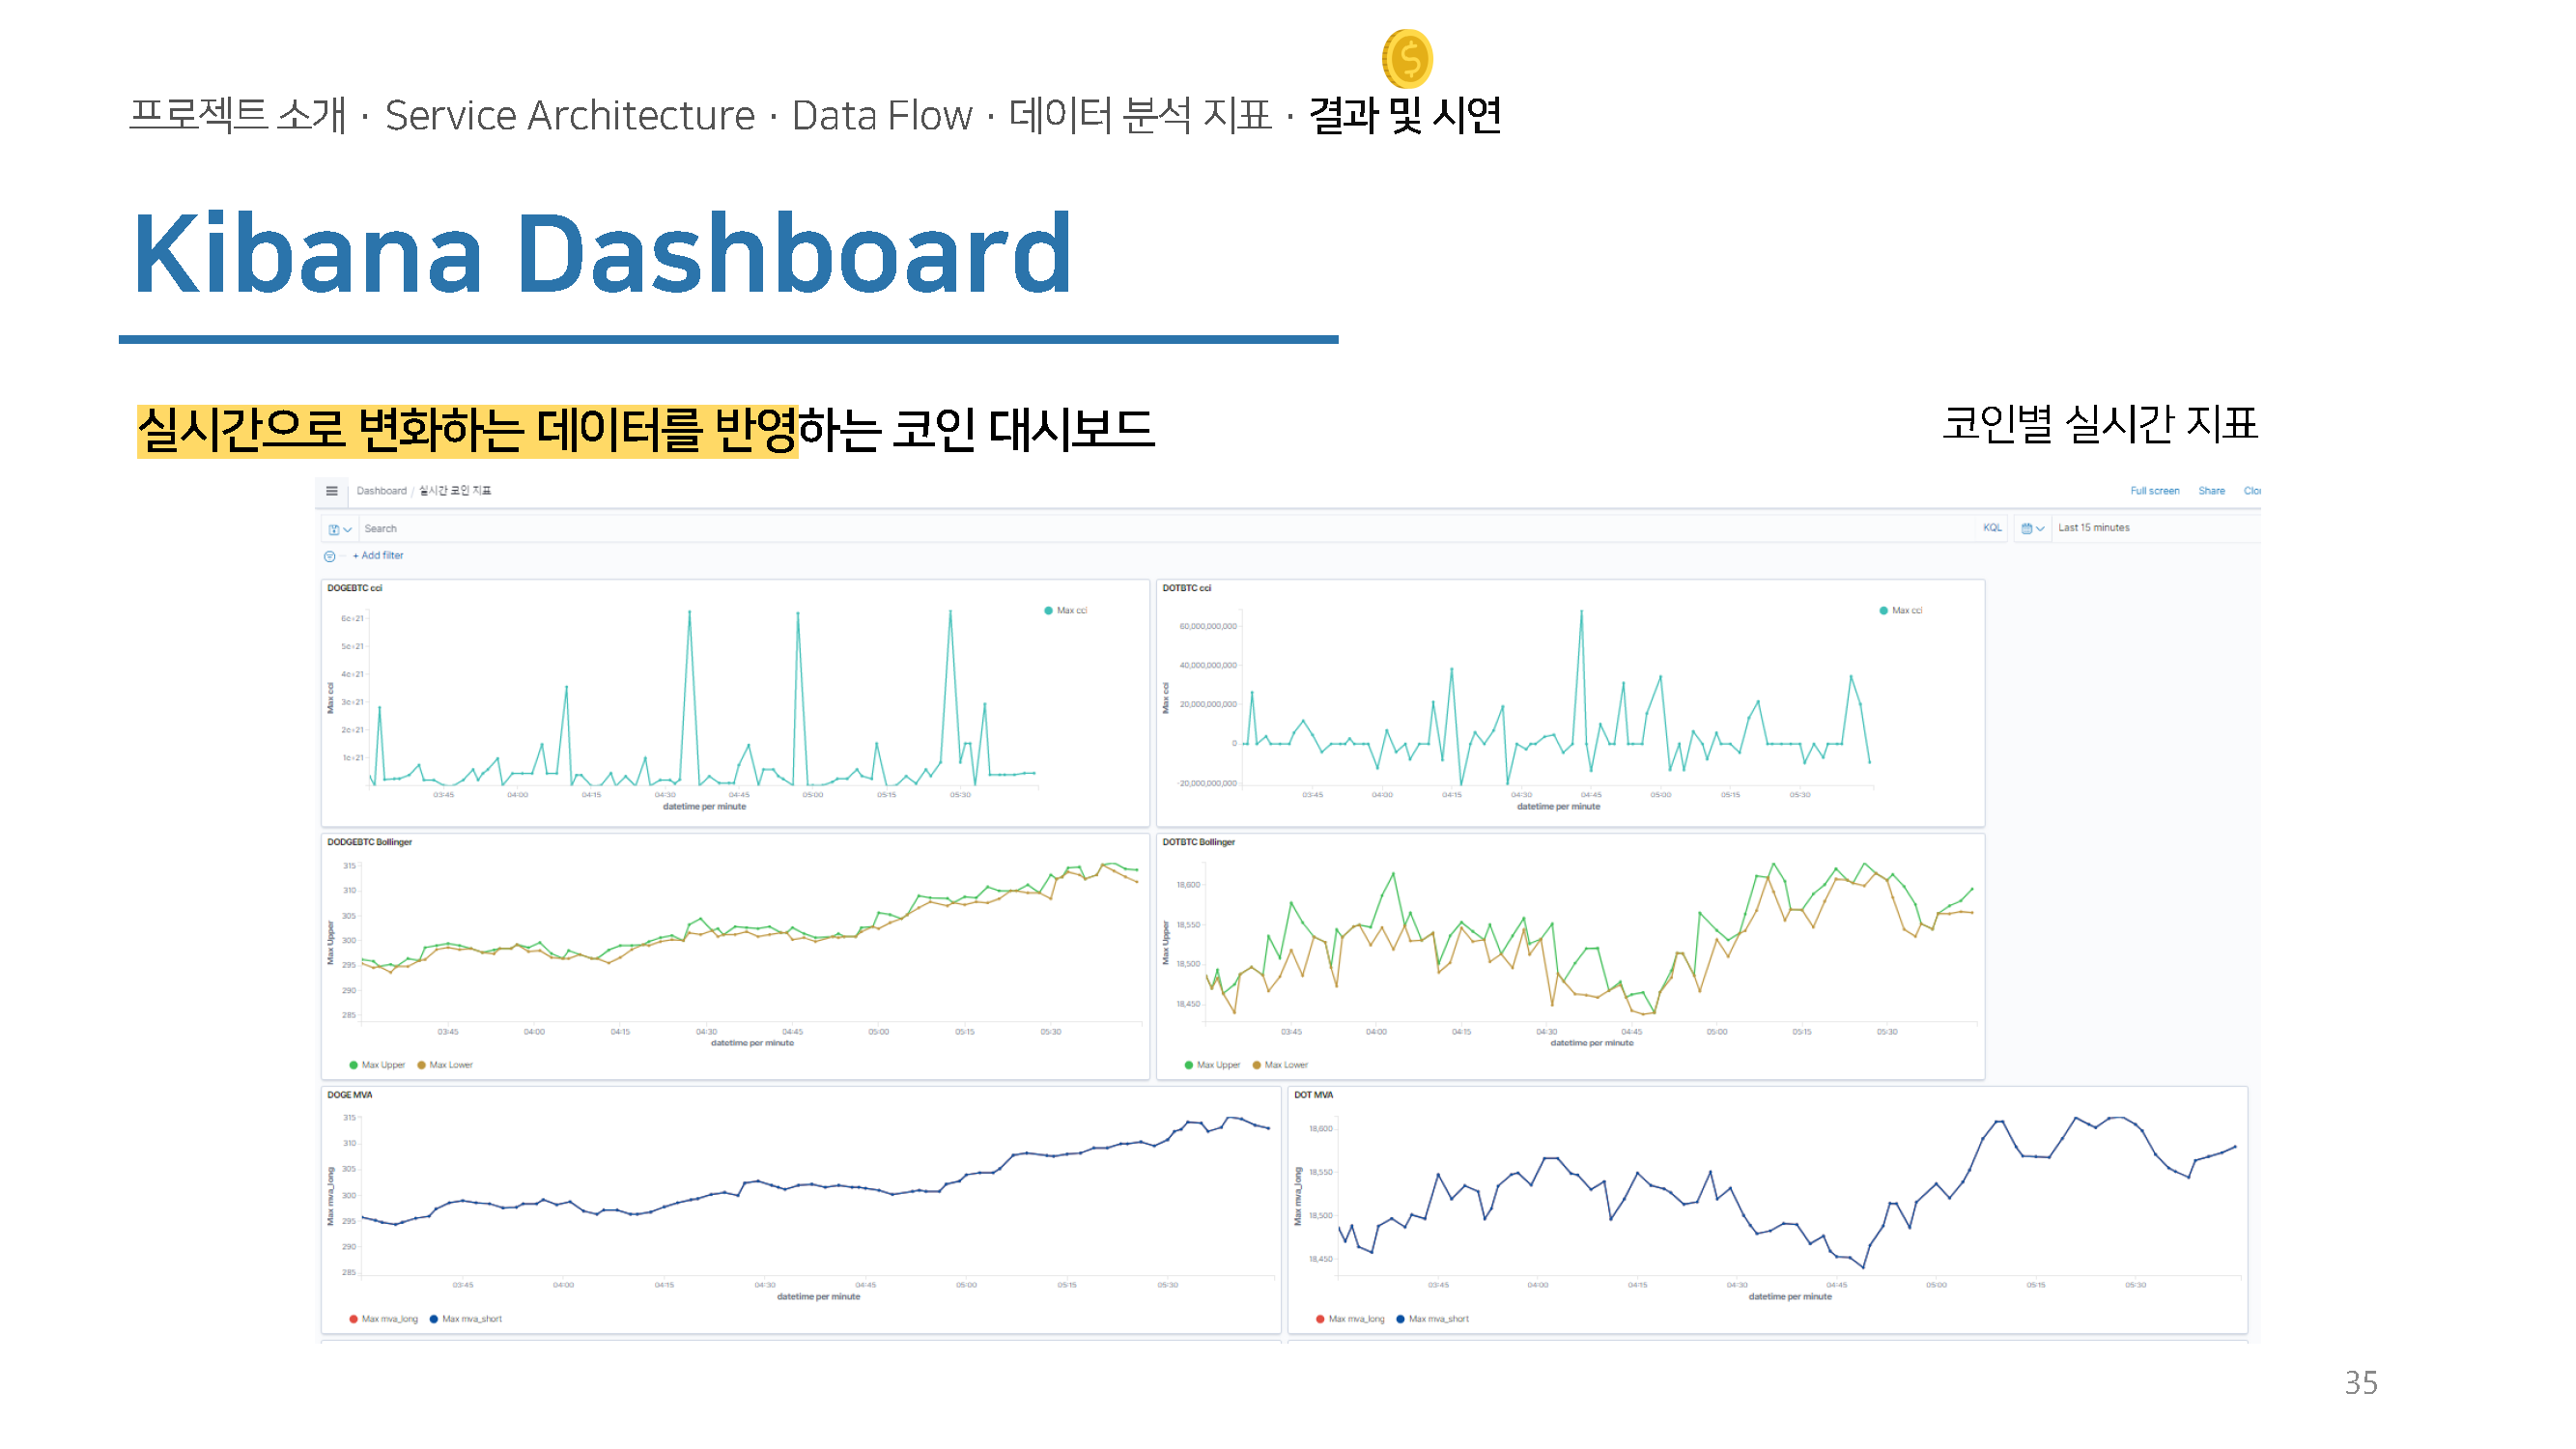 프로젝트 소개 · Service Architecture · Data Flow · 데이터 분석 지표 · 결과 및 시연
Kibana Dashboard
실시간으로 변화하는 데이터를 반영하는 코인 대시보드
코인별 실시간 지표
Dashboard / 실시간 코인 지표
Full screen Share Clo
Search
KQL
Last 15 minutes
+ Add filter
DOGEBTC cci
Max cci
6e+21
5e+21
4e+21
3e+21
2e+21
1e+21
Max cci
03:45 04:00 04:15 04:30 04:45 05:00 05:15 05:30
datetime per minute
DOTBTC cci
Max cci
60,000,000,000
40,000,000,000
20,000,000,000
0
-20,000,000,000
Max cci
03:45 04:00 04:15 04:30 04:45 05:00 05:15 05:30
datetime per minute
DODGEBTC Bollinger
315
310
305
300
295
290
285
Max Upper
03:45 04:00 04:15 04:30 04:45 05:00 05:15 05:30
datetime per minute
Max Upper Max Lower
DOTBTC Bollinger
18,600
18,550
18,500
18,450
Max Upper
03:45 04:00 04:15 04:30 04:45 05:00 05:15 05:30
datetime per minute
Max Upper Max Lower
DOGE MVA
315
310
305
300
295
290
285
Max mva_long
03:45 04:00 04:15 04:30 04:45 05:00 05:15 05:30
datetime per minute
Max mva_long Max mva_short
DOT MVA
18,600
18,550
18,500
18,450
Max mva_long
03:45 04:00 04:15 04:30 04:45 05:00 05:15 05:30
datetime per minute
Max mva_long Max mva_short
35